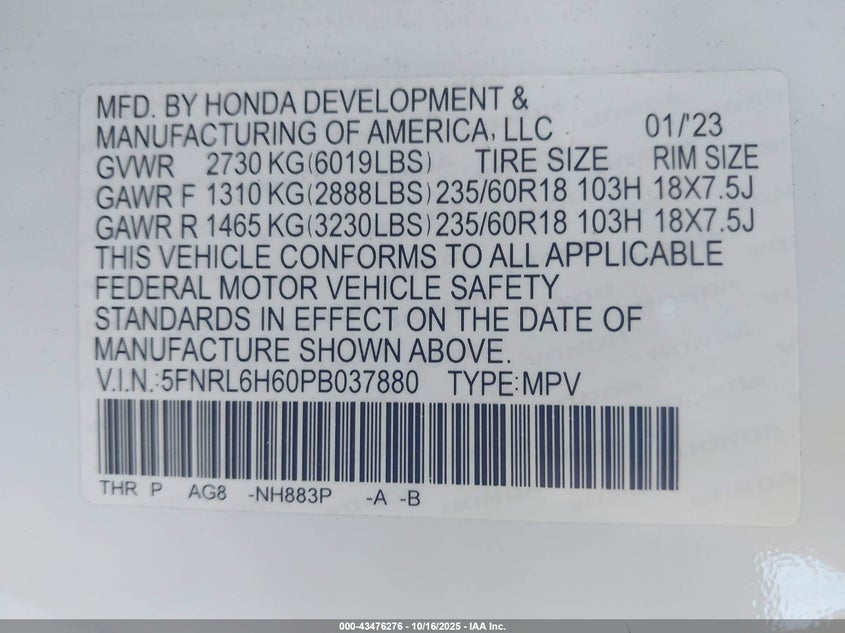 MFD. BY HONDA DEVELOPMENT &
MANUFACTURING OF AMERICA, LLC 01/'23
GVWR 2730 KG(6019LBS) TIRE SIZE RIM SIZE
GAWR F 1310 KG(2888LBS) 235/60R18 103H 18X7.5J
GAWR R 1465 KG(3230LBS) 235/60R18 103H 18X7.5J
THIS VEHICLE CONFORMS TO ALL APPLICABLE
FEDERAL MOTOR VEHICLE SAFETY
STANDARDS IN EFFECT ON THE DATE OF
MANUFACTURE SHOWN ABOVE.
V.I.N.:5FNRL6H60PB037880 TYPE:MPV
THR P AG8 -NH883P -A -B
000-43476276 - 10/16/2025 - IAA Inc.